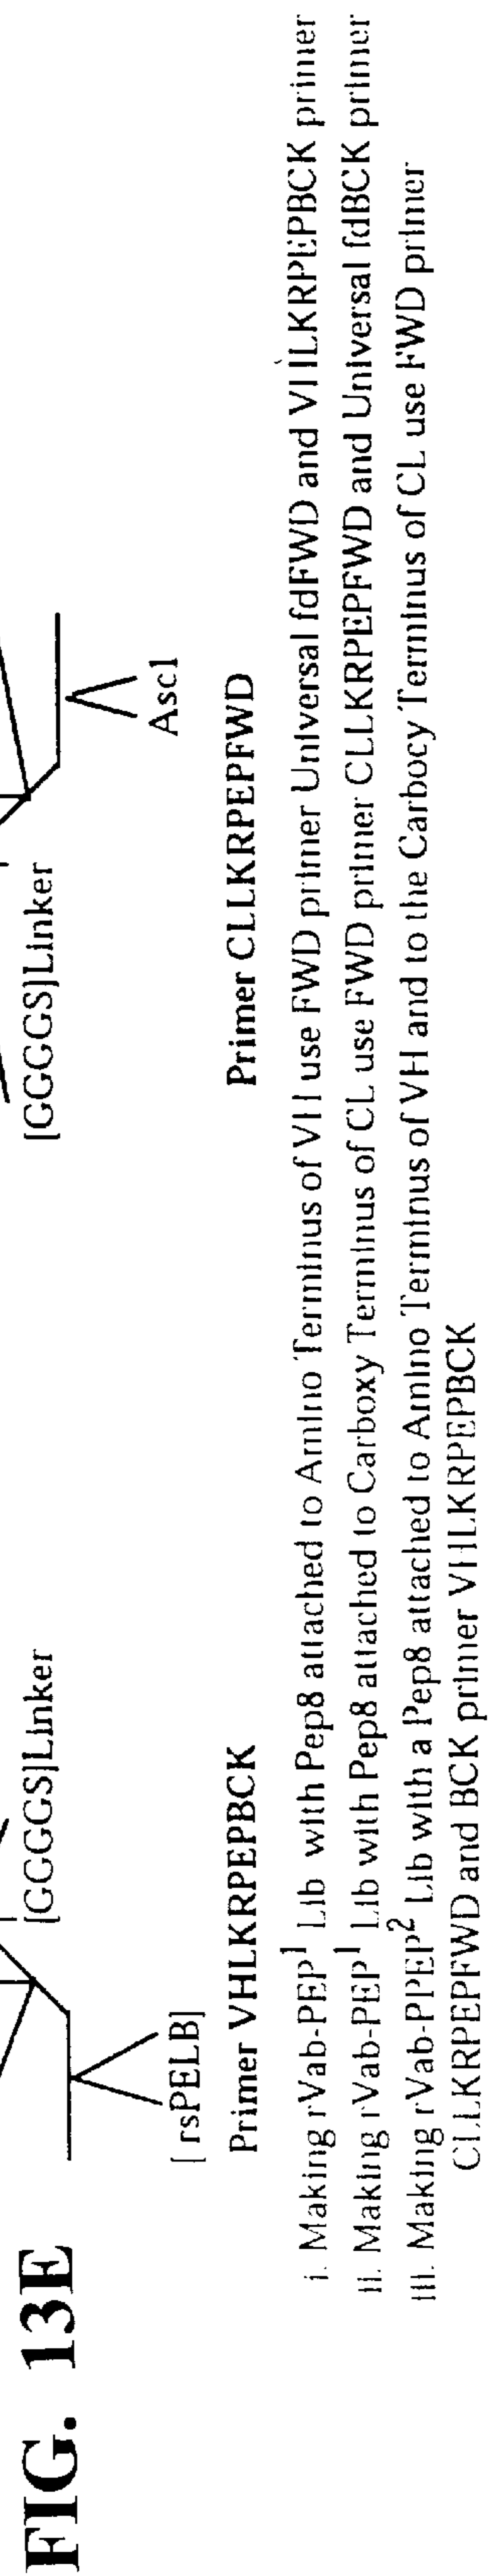 FIG. 13E
[GGGGS]Linker
[GGGGS]Linker
[rsPELB]
AscI
Primer VHLKRPEPBCK
Primer CLLKRPEPFWD
i. Making rVab-PEP1 Lib with Pep8 attached to Amino Terminus of VH use FWD primer Universal fdFWD and VHLKRPEPBCK primer
ii. Making rVab-PEP1 Lib with Pep8 attached to Carboxy Terminus of CL use FWD primer CLLKRPEPFWD and Universal fdBCK primer
iii. Making rVab-PPEP2 Lib with a Pep8 attached to Amino Terminus of VH and to the Carbocy Terminus of CL use FWD primer
CLLKRPEPFWD and BCK primer VHLKRPEPBCK